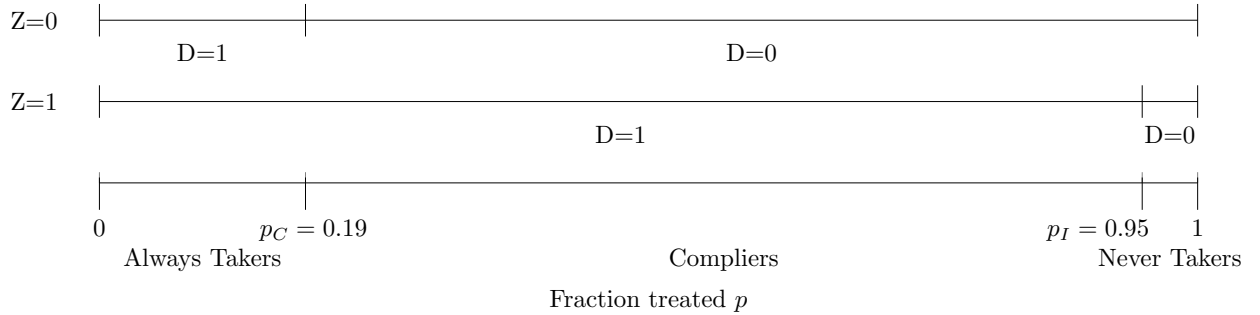 Z=0
D=1 D=0
Z=1
D=1 D=0
0 p_C = 0.19 p_I = 0.95 1
Always Takers Compliers Never Takers
Fraction treated p